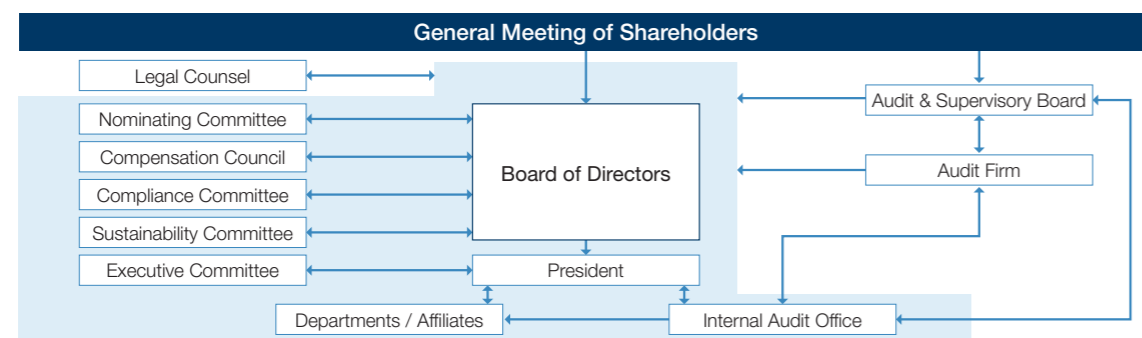 General Meeting of Shareholders
Legal Counsel
Audit & Supervisory Board
Nominating Committee
Compensation Council
Board of Directors
Audit Firm
Compliance Committee
Sustainability Committee
Executive Committee
President
Departments / Affiliates
Internal Audit Office